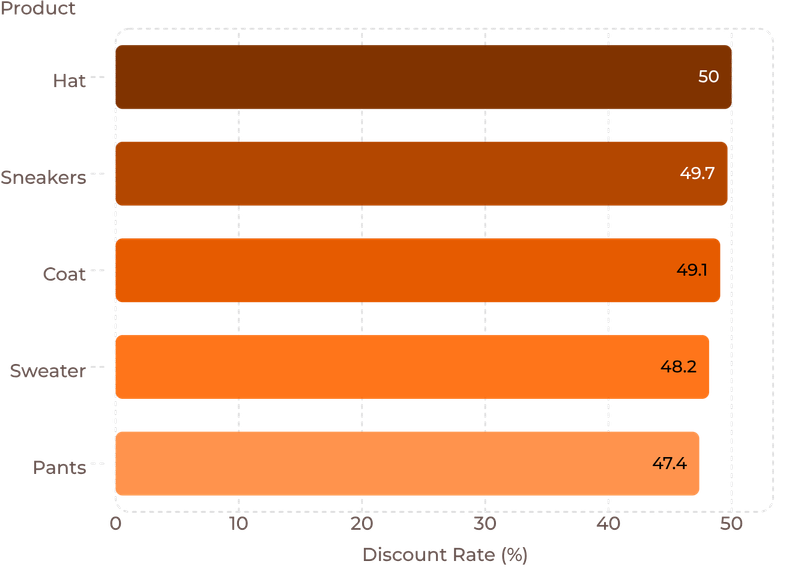 Product
Hat
50
Sneakers
49.7
Coat
49.1
Sweater
48.2
Pants
47.4
0 10 20 30 40 50
Discount Rate (%)